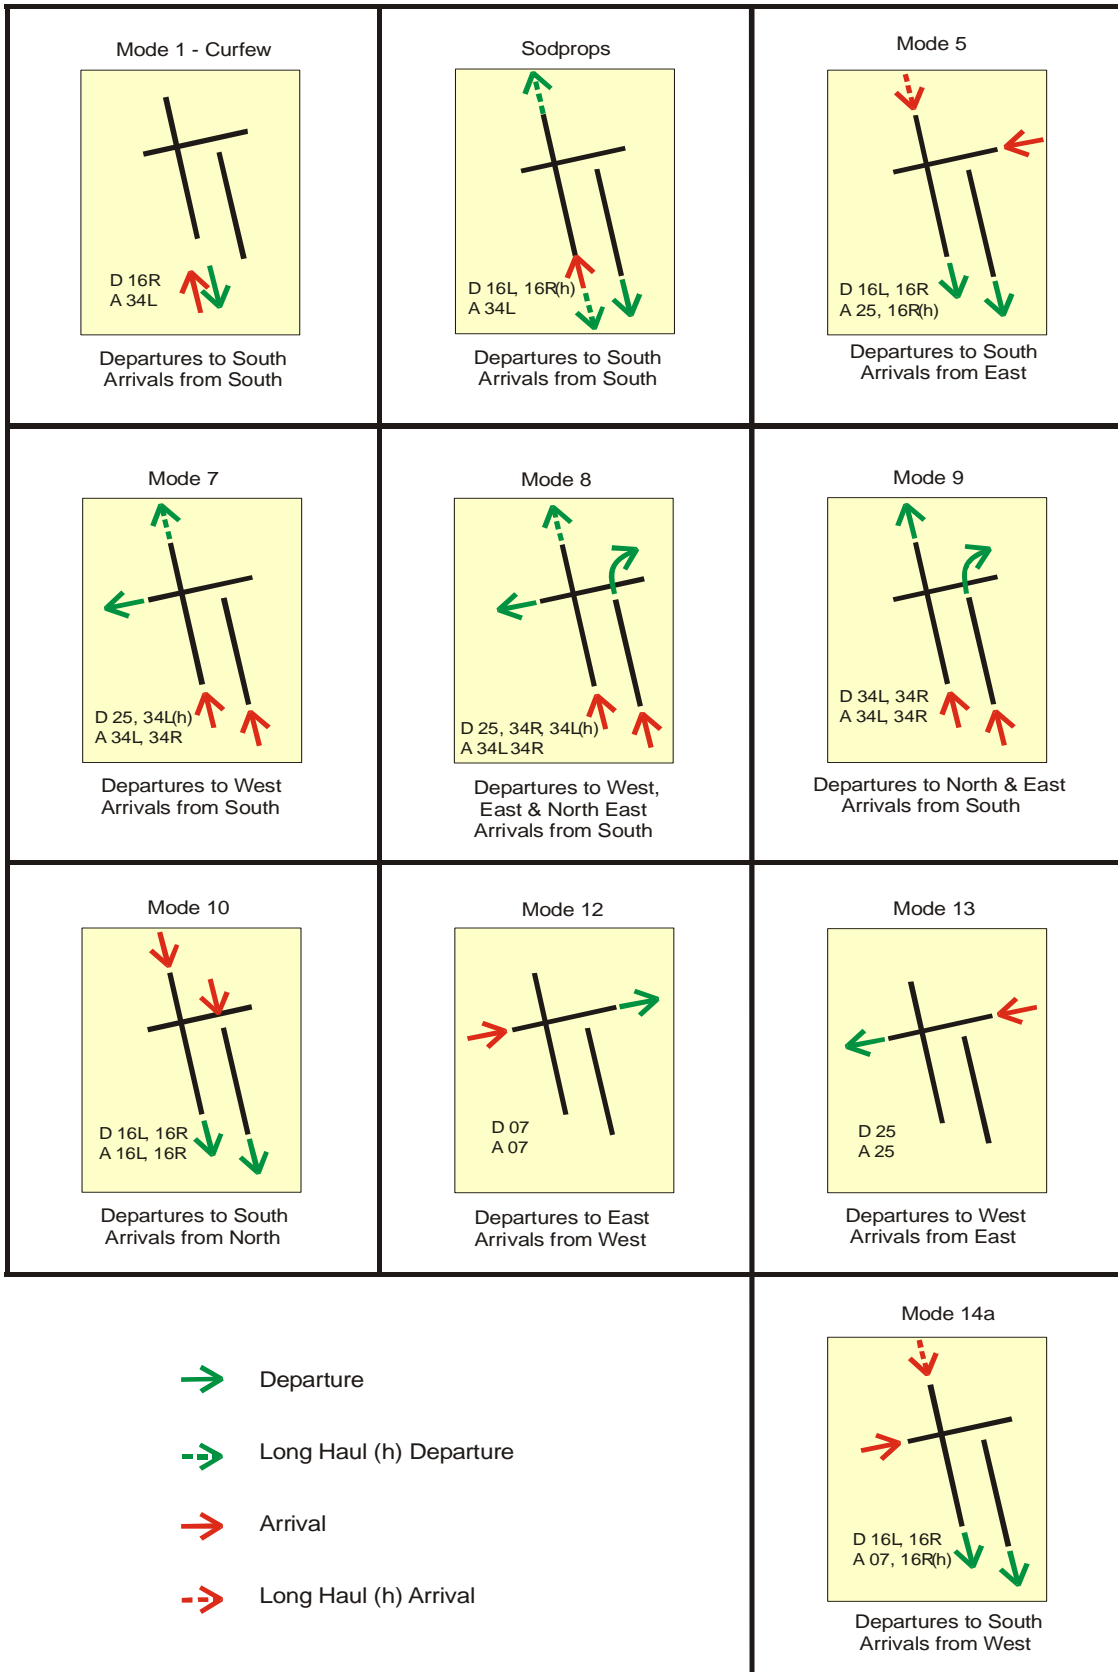 Mode 1 - Curfew
D 16R
A 34L
Departures to South
Arrivals from South
Sodprops
D 16L, 16R(h)
A 34L
Departures to South
Arrivals from South
Mode 5
D 16L, 16R
A 25, 16R(h)
Departures to South
Arrivals from East
Mode 7
D 25, 34L(h)
A 34L, 34R
Departures to West
Arrivals from South
Mode 8
D 25, 34R, 34L(h)
A 34L 34R
Departures to West,
East & North East
Arrivals from South
Mode 9
D 34L, 34R
A 34L, 34R
Departures to North & East
Arrivals from South
Mode 10
D 16L, 16R
A 16L, 16R
Departures to South
Arrivals from North
Mode 12
D 07
A 07
Departures to East
Arrivals from West
Mode 13
D 25
A 25
Departures to West
Arrivals from East
Departure
Long Haul (h) Departure
Arrival
Long Haul (h) Arrival
Mode 14a
D 16L, 16R
A 07, 16R(h)
Departures to South
Arrivals from West